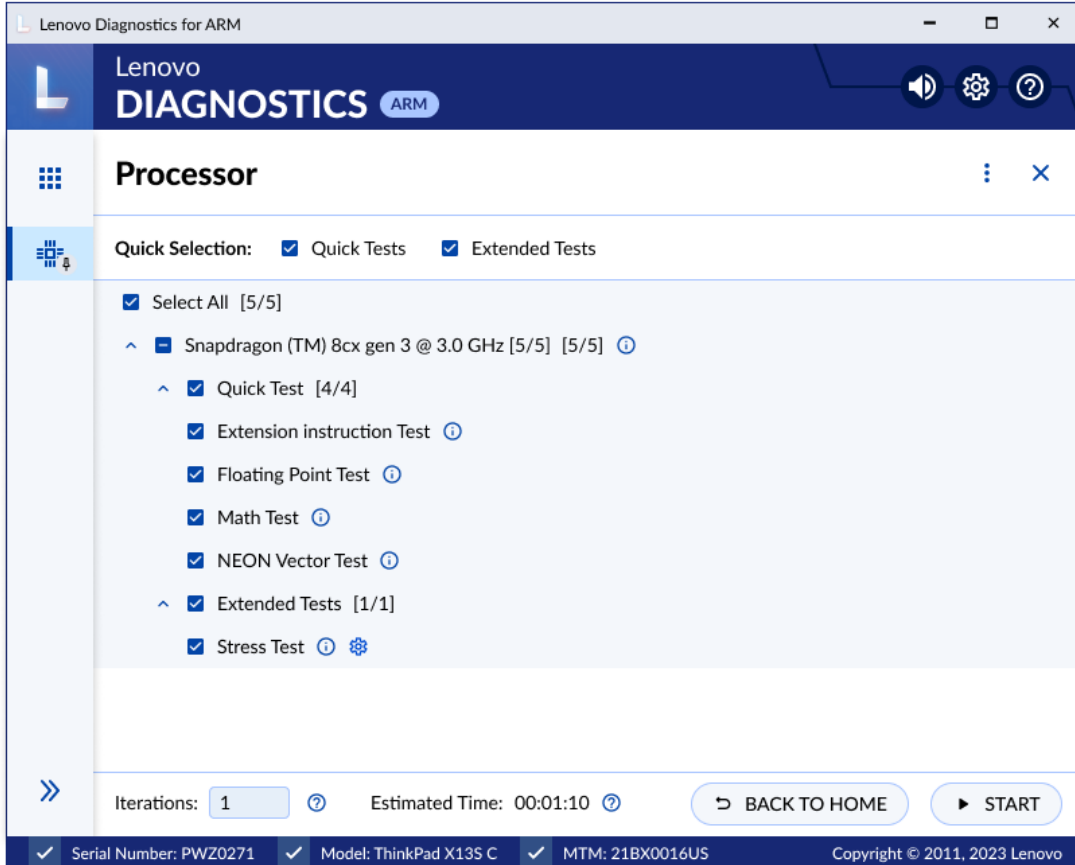 Lenovo Diagnostics for ARM
Lenovo
DIAGNOSTICS ARM
Processor
Quick Selection: Quick Tests Extended Tests
Select All [5/5]
Snapdragon (TM) 8cx gen 3 @ 3.0 GHz [5/5] [5/5]
Quick Test [4/4]
Extension instruction Test
Floating Point Test
Math Test
NEON Vector Test
Extended Tests [1/1]
Stress Test
Iterations: 1 Estimated Time: 00:01:10 BACK TO HOME START
Serial Number: PWZ0271 Model: ThinkPad X13S C MTM: 21BX0016US Copyright © 2011, 2023 Lenovo